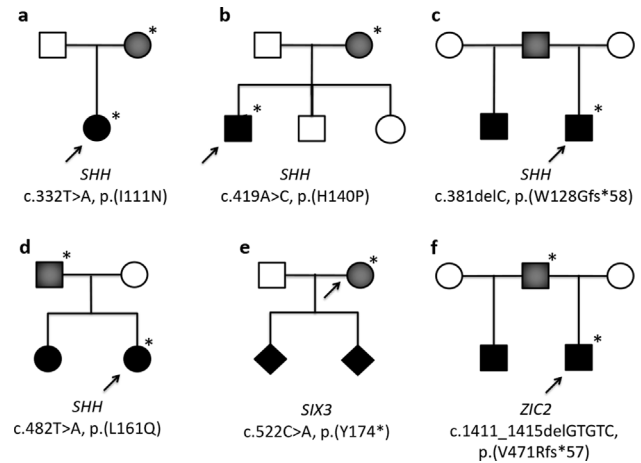 a
*
*
SHH
c.332T>A, p.(I111N)
b
*
*
SHH
c.419A>C, p.(H140P)
c
*
SHH
c.381delC, p.(W128Gfs*58)
d
*
*
SHH
c.482T>A, p.(L161Q)
e
*
SIX3
c.522C>A, p.(Y174*)
f
*
*
ZIC2
c.1411_1415delGTGTC,
p.(V471Rfs*57)